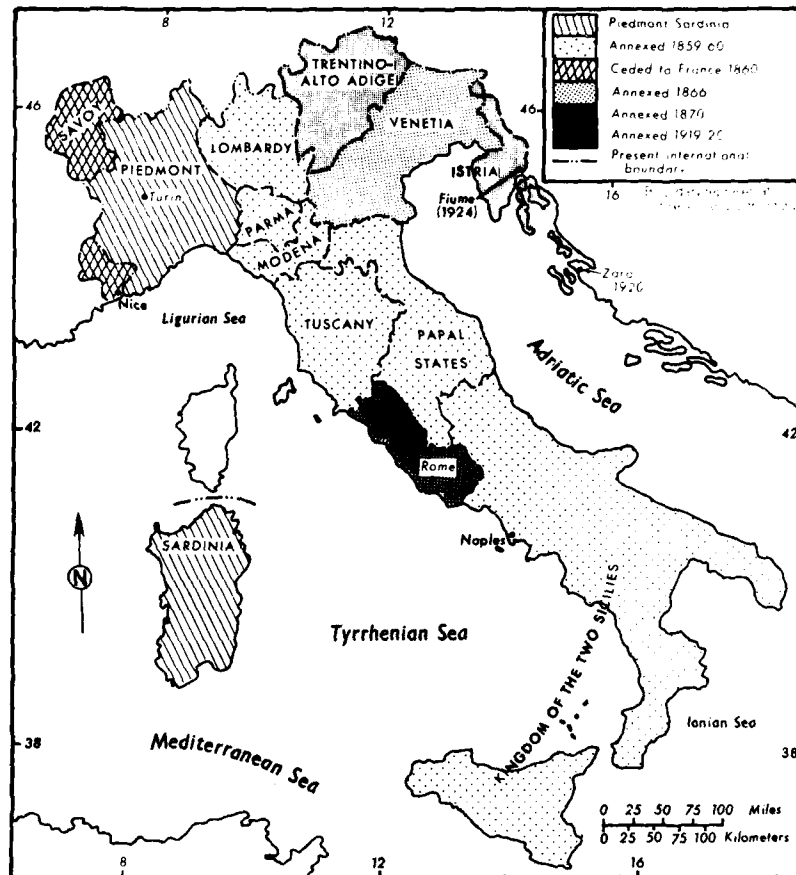 8
12
Piedmont Sardinia
Annexed 1859-60
Ceded to France 1860
Annexed 1866
Annexed 1870
Annexed 1919-20
Present international
boundary
46
46
16
TRENTINO-
ALTO ADIGE
VENETIA
SAVOY
LOMBARDY
PIEDMONT
Turin
ISTRIA
Fiume
(1924)
PARMA
MODENA
Zara
1920
Nice
Ligurian Sea
TUSCANY
PAPAL
STATES
Adriatic Sea
42
42
Rome
Naples
SARDINIA
N
Tyrrhenian Sea
KINGDOM OF THE TWO SICILIES
Ionian Sea
38
38
Mediterranean Sea
0 25 50 75 100 Miles
0 25 50 75 100 Kilometers
8
12
16